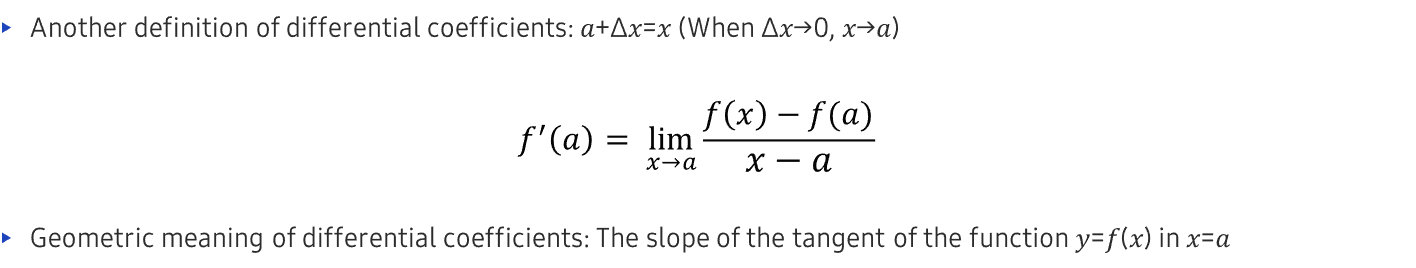 ▸ Another definition of differential coefficients: a+Δx=x (When Δx→0, x→a)
f′(a) = lim_{x→a} \frac{f(x) − f(a)}{x − a}
▸ Geometric meaning of differential coefficients: The slope of the tangent of the function y=f(x) in x=a